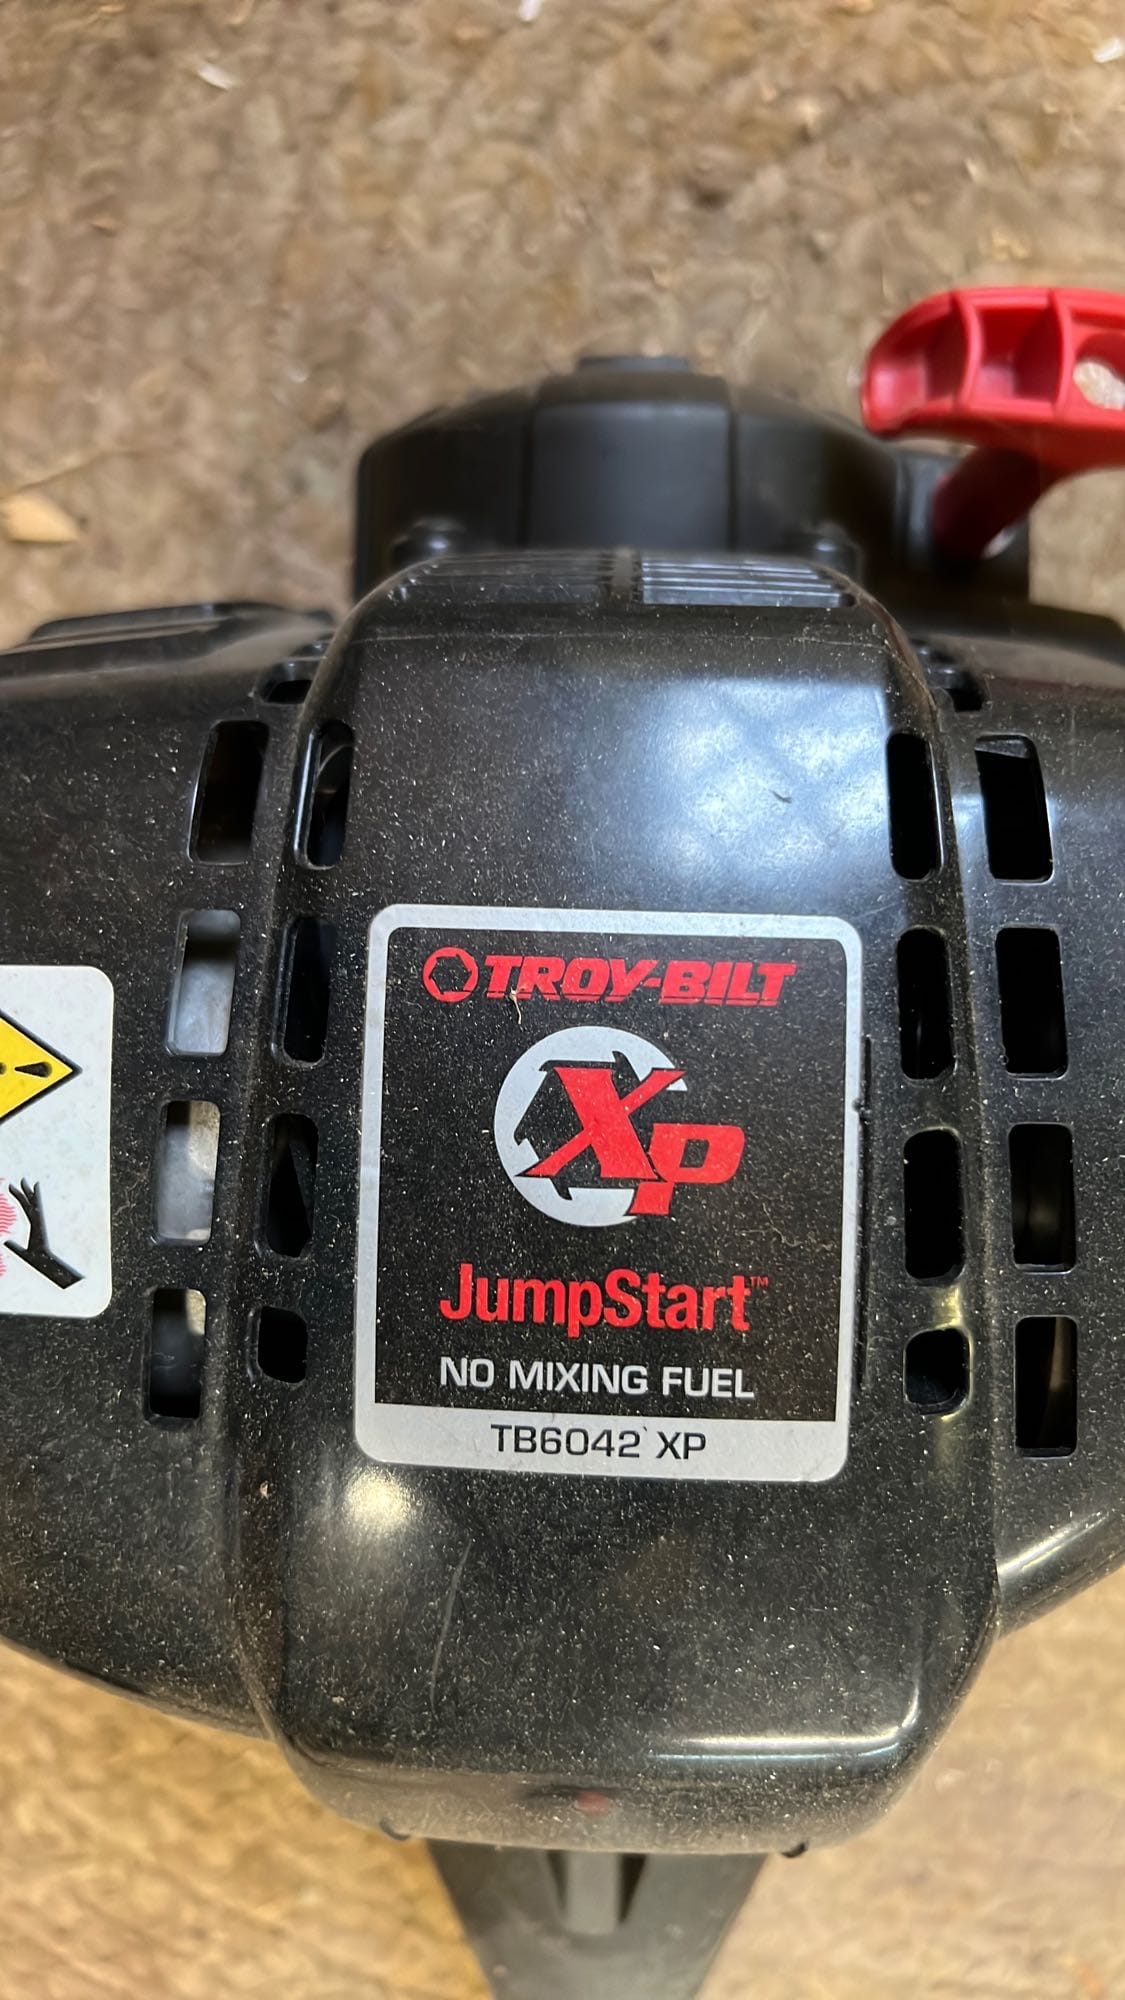 TROY-BILT
XP
JumpStart™
NO MIXING FUEL
TB6042 XP